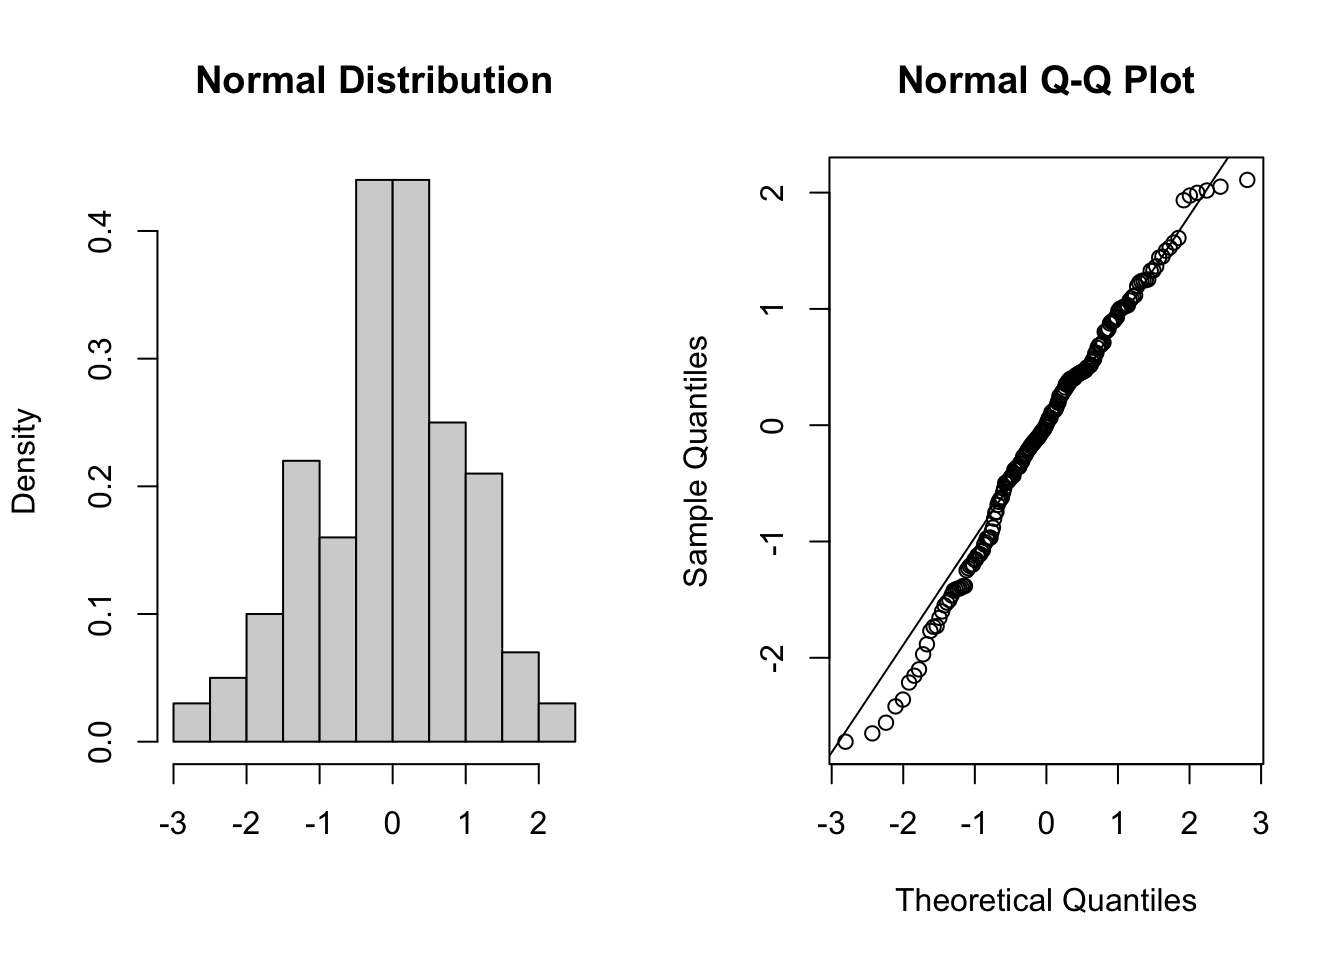 Normal Distribution
Density
0.0 0.1 0.2 0.3 0.4
-3 -2 -1 0 1 2
Normal Q-Q Plot
Sample Quantiles
-2 -1 0 1 2
-3 -2 -1 0 1 2 3
Theoretical Quantiles